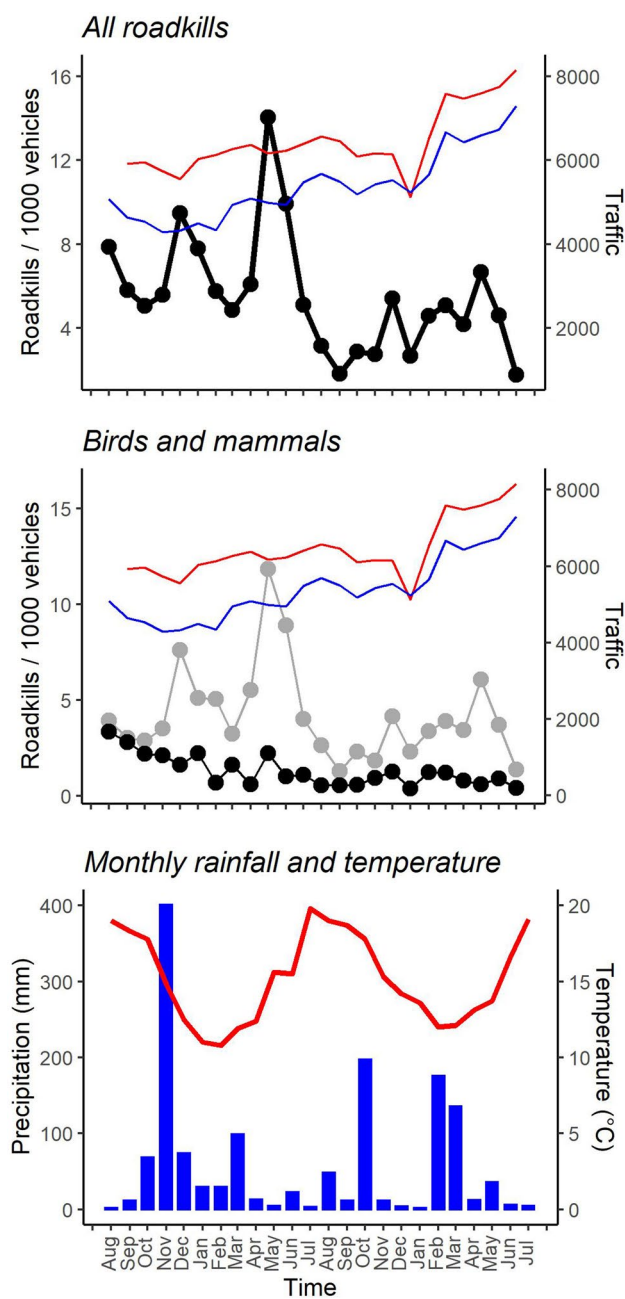 All roadkills
16
12
8
4
Roadkills / 1000 vehicles
8000
6000
4000
2000
Traffic
Birds and mammals
15
10
5
0
Roadkills / 1000 vehicles
8000
6000
4000
2000
0
Traffic
Monthly rainfall and temperature
400
300
200
100
0
Precipitation (mm)
20
15
10
5
0
Temperature (°C)
Aug Sep Oct Nov Dec Jan Feb Mar Apr May Jun Jul Aug Sep Oct Nov Dec Jan Feb Mar Apr May Jun Jul
Time